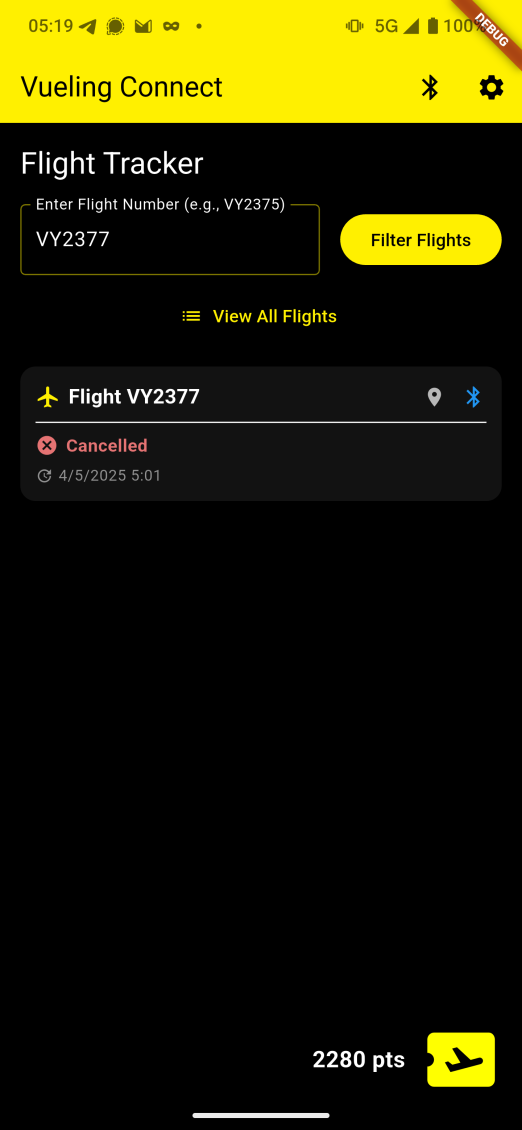 05:19 5G 100%
DEBUG
Vueling Connect
Flight Tracker
Enter Flight Number (e.g., VY2375)
VY2377
Filter Flights
View All Flights
Flight VY2377
Cancelled
4/5/2025 5:01
2280 pts